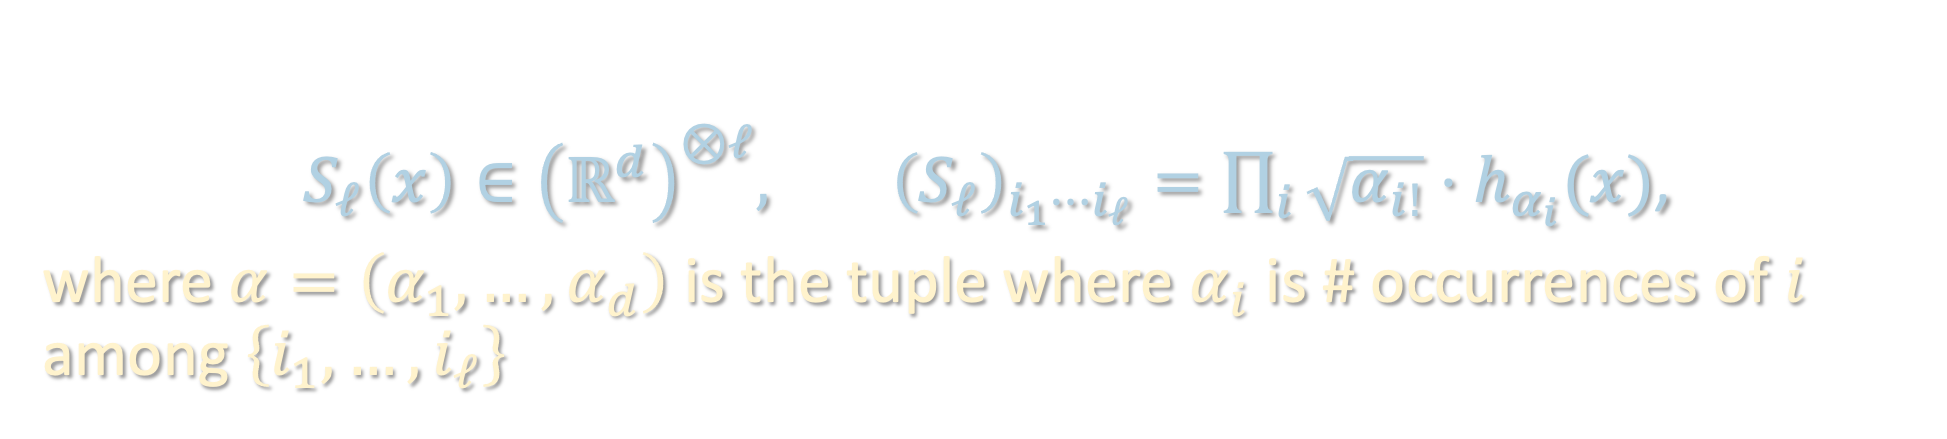 S_ℓ(x) ∈ (ℝ^d)^{⊗ℓ}, (S_ℓ)_{i_1⋯i_ℓ} = ∏_i √α_{i!} · h_{α_i}(x),
where α = (α_1, … , α_d) is the tuple where α_i is # occurrences of i
among {i_1, … , i_ℓ}